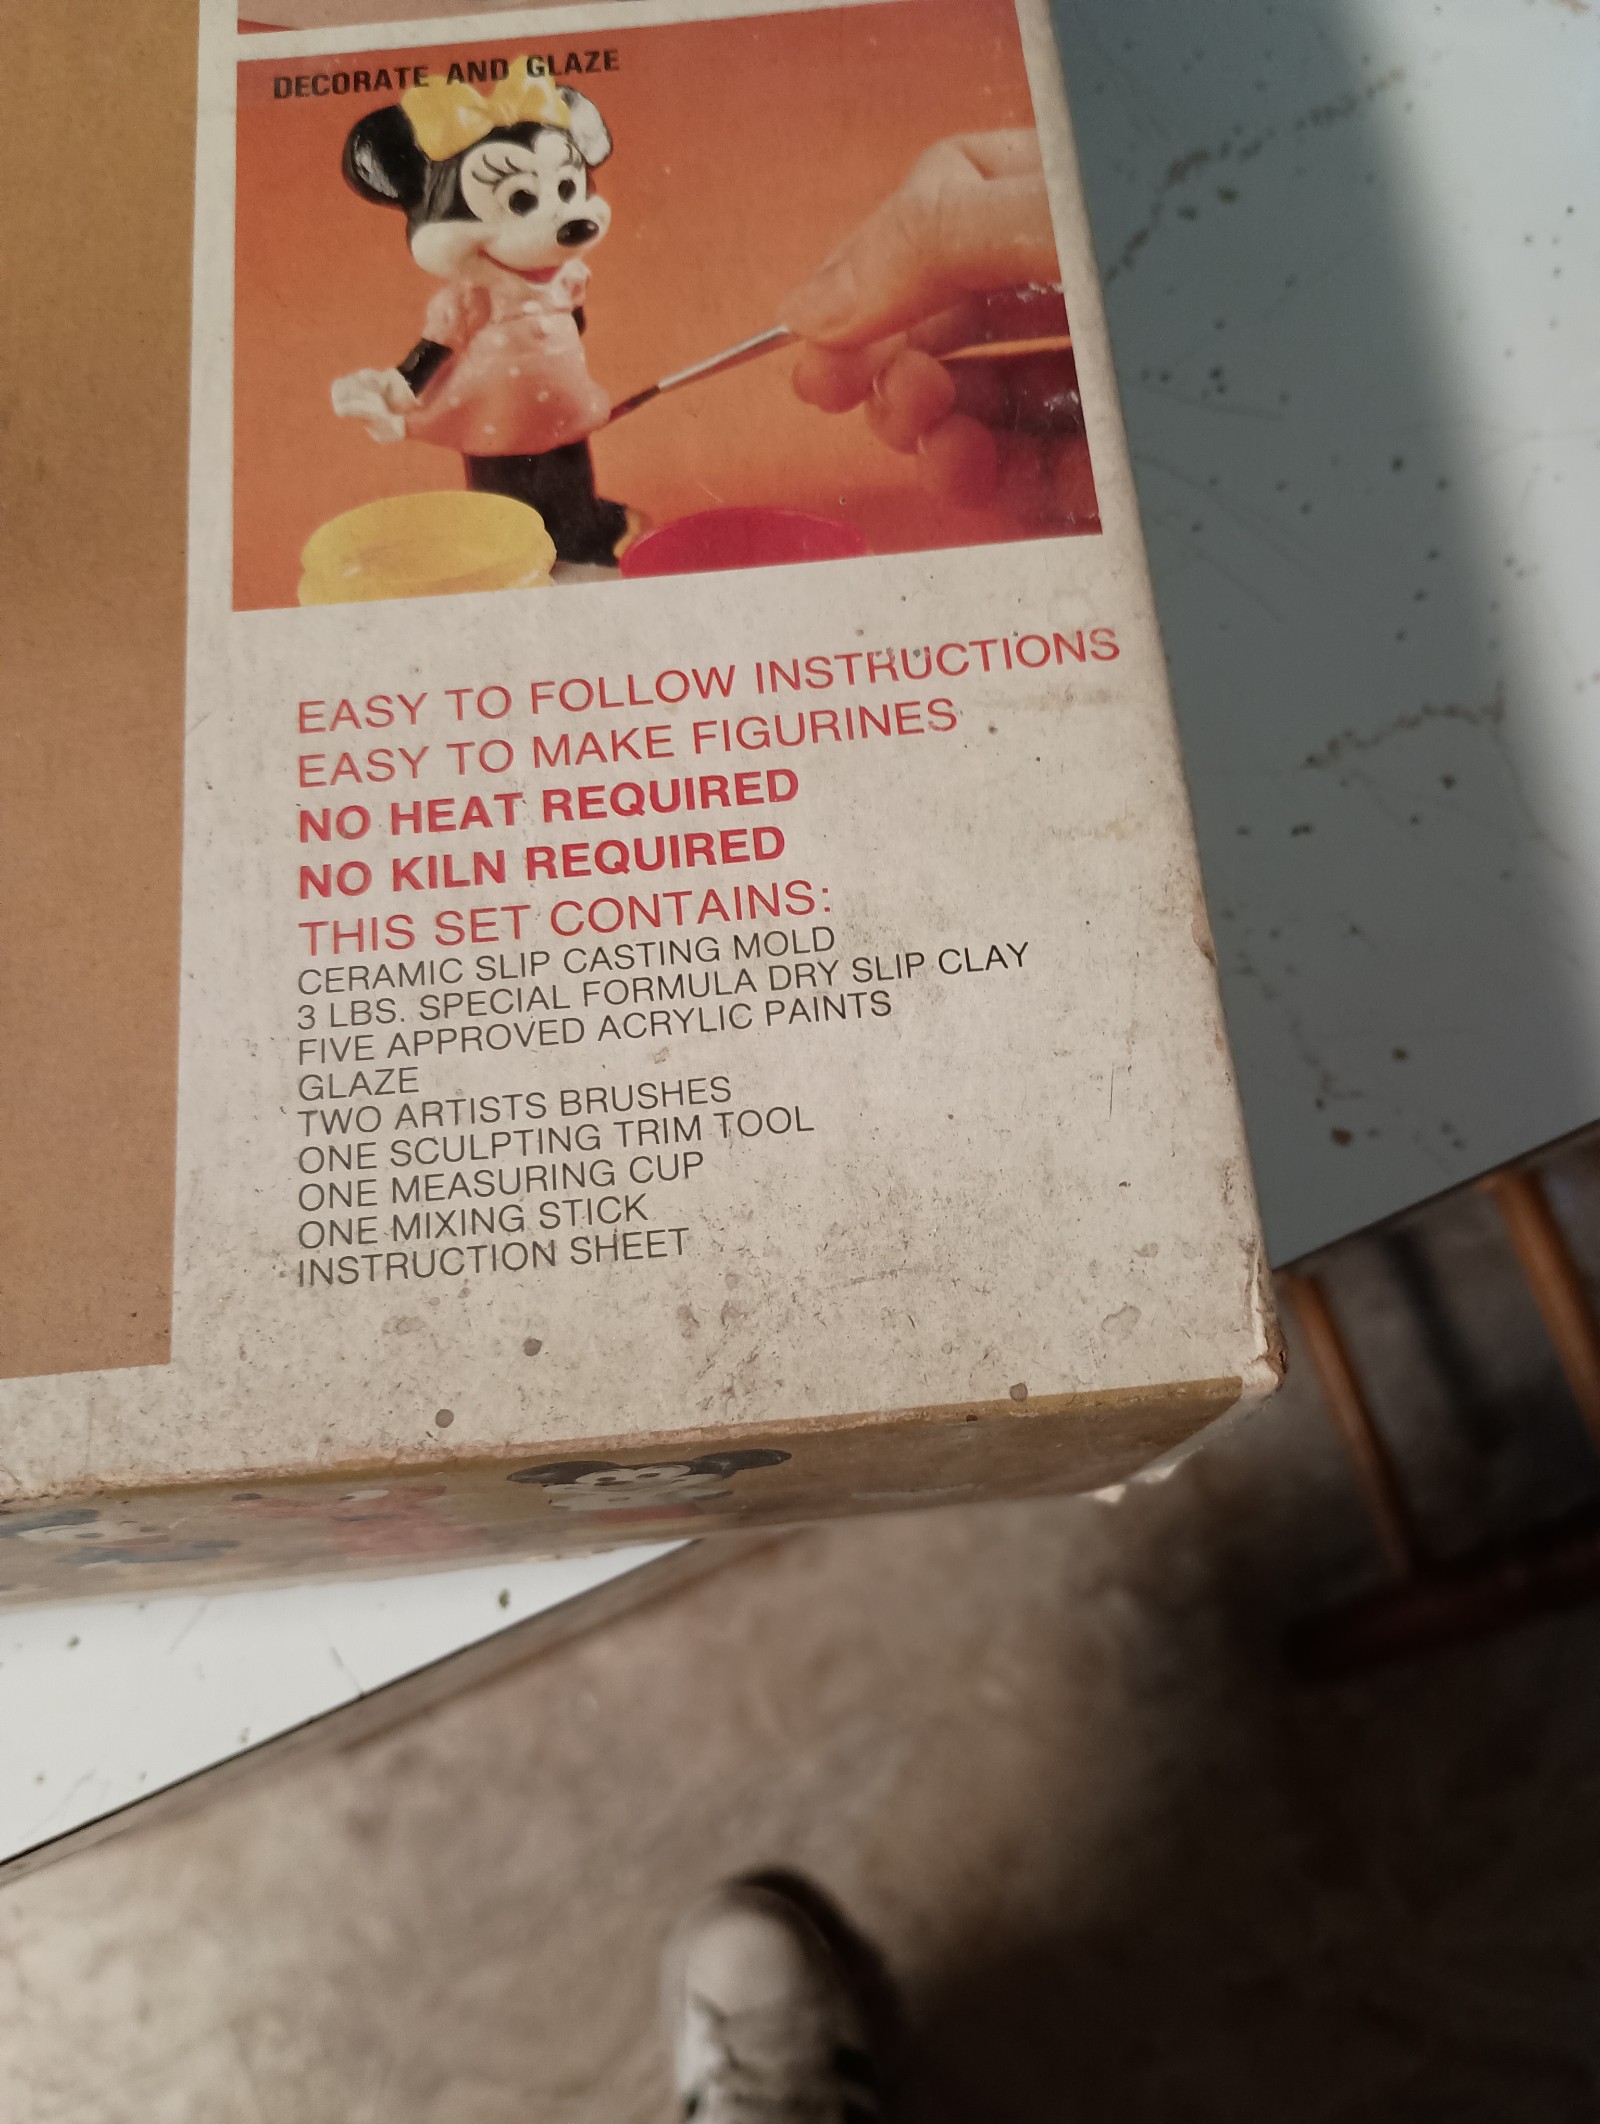 DECORATE AND GLAZE
EASY TO FOLLOW INSTRUCTIONS
EASY TO MAKE FIGURINES
NO HEAT REQUIRED
NO KILN REQUIRED
THIS SET CONTAINS:
CERAMIC SLIP CASTING MOLD
3 LBS. SPECIAL FORMULA DRY SLIP CLAY
FIVE APPROVED ACRYLIC PAINTS
GLAZE
TWO ARTISTS BRUSHES
ONE SCULPTING TRIM TOOL
ONE MEASURING CUP
ONE MIXING STICK
INSTRUCTION SHEET